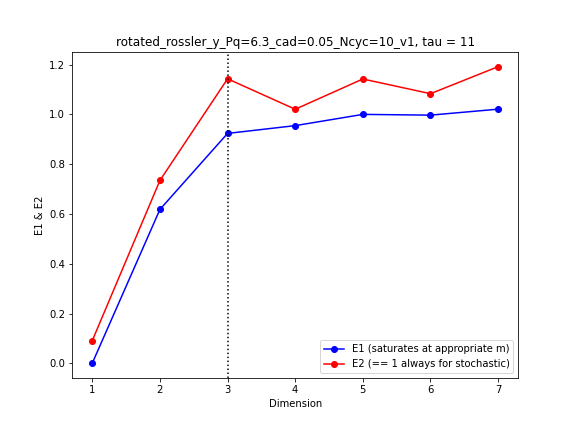 rotated_rossler_y_Pq=6.3_cad=0.05_Ncyc=10_v1, tau = 11
E1 & E2
1.2
1.0
0.8
0.6
0.4
0.2
0.0
E1 (saturates at appropriate m)
E2 (== 1 always for stochastic)
1 2 3 4 5 6 7
Dimension